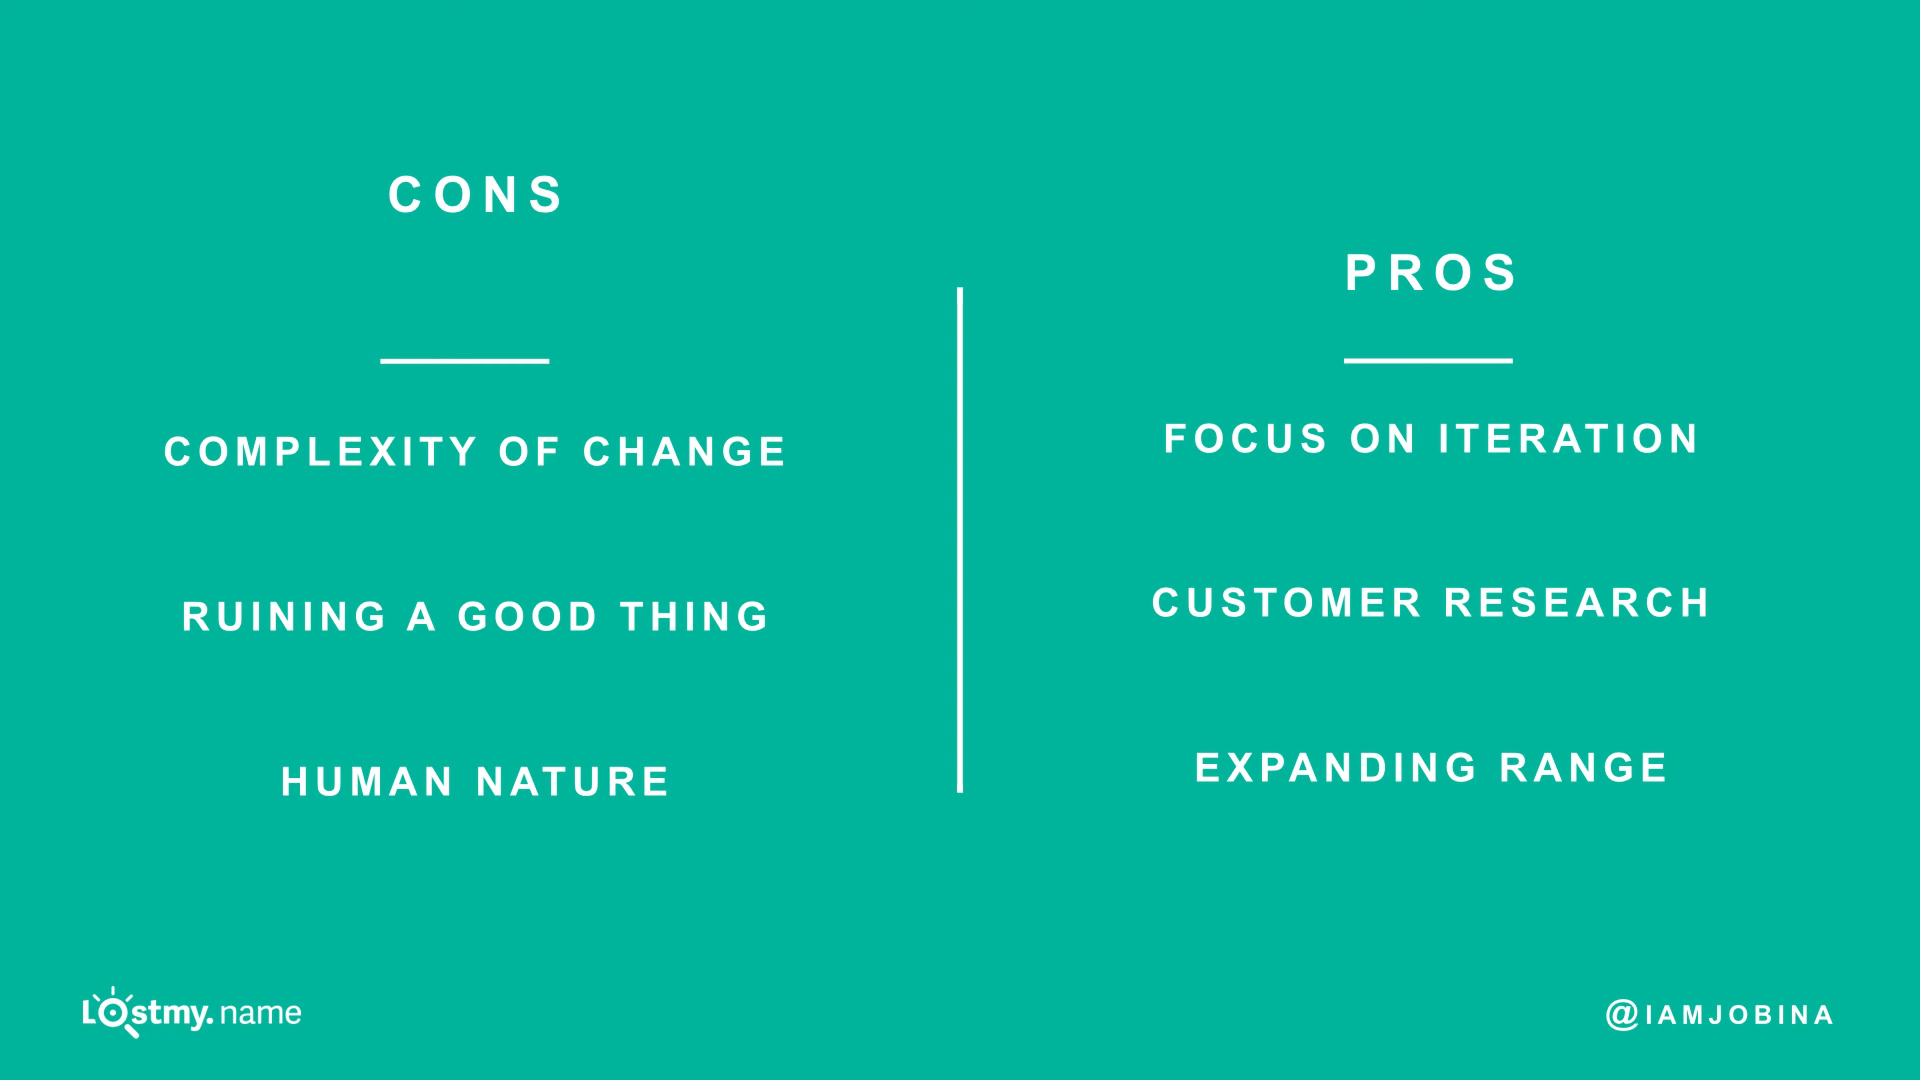 CONS
COMPLEXITY OF CHANGE
RUINING A GOOD THING
HUMAN NATURE
PROS
FOCUS ON ITERATION
CUSTOMER RESEARCH
EXPANDING RANGE
Lostmy.name
@IAMJOBINA